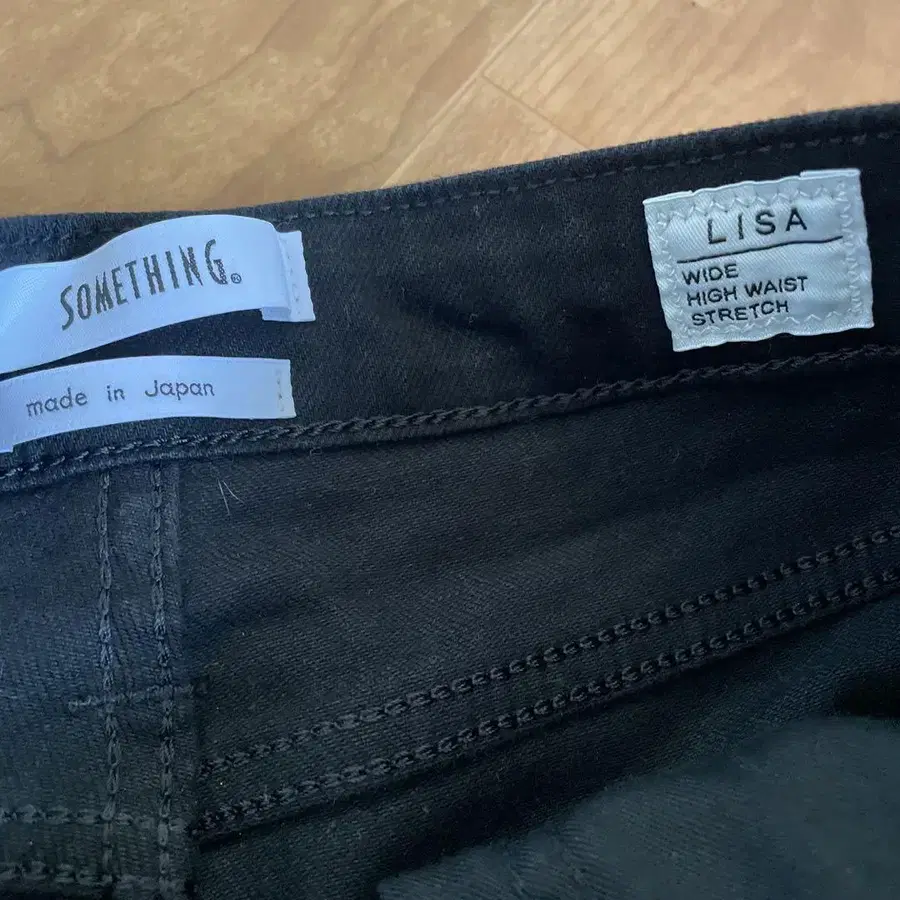 SOMETHING®
made in Japan
LISA
WIDE
HIGH WAIST
STRETCH